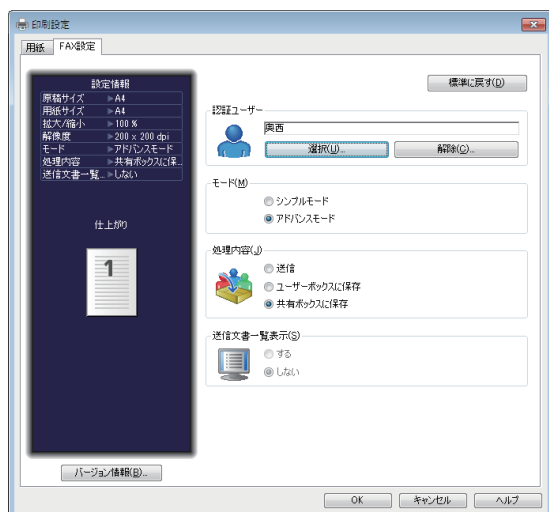 印刷設定
用紙 FAX設定
設定情報
原稿サイズ ▶A4
用紙サイズ ▶A4
拡大/縮小 ▶100 %
解像度 ▶200 x 200 dpi
モード ▶アドバンスモード
処理内容 ▶共有ボックスに保...
送信文書一覧... ▶しない
仕上がり
1
バージョン情報(B)...
標準に戻す(D)
認証ユーザー
奥西
選択(U)... 解除(C)...
モード(M)
シンプルモード
アドバンスモード
処理内容(J)
送信
ユーザーボックスに保存
共有ボックスに保存
送信文書一覧表示(S)
する
しない
OK キャンセル ヘルプ